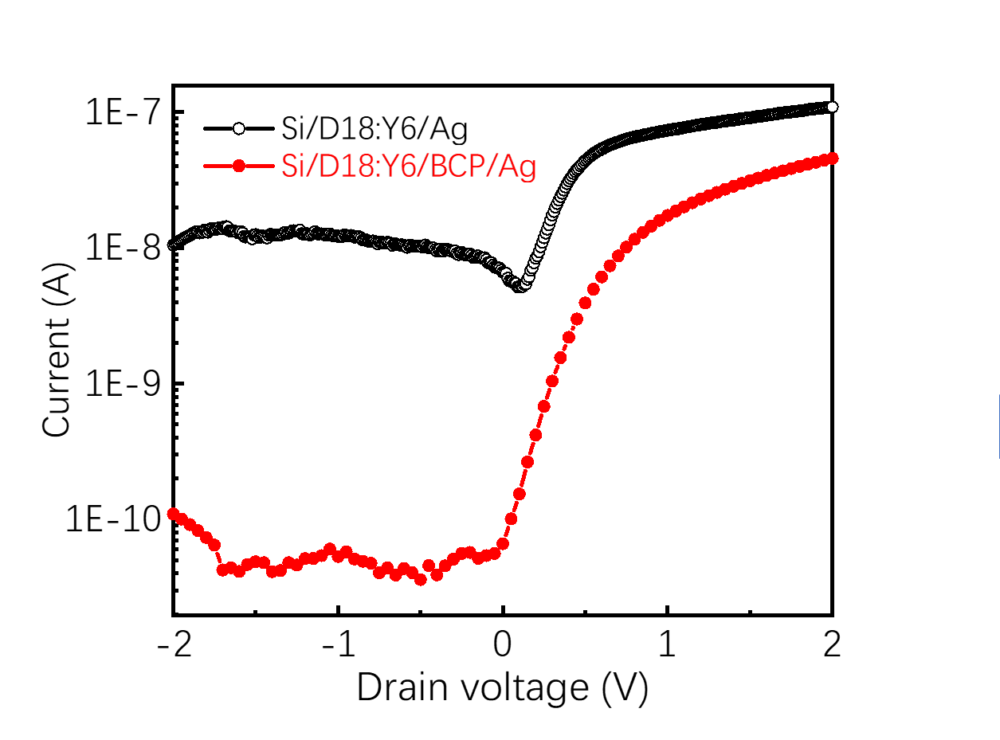 Si/D18:Y6/Ag
Si/D18:Y6/BCP/Ag
1E-7
1E-8
1E-9
1E-10
Current (A)
-2
-1
0
1
2
Drain voltage (V)